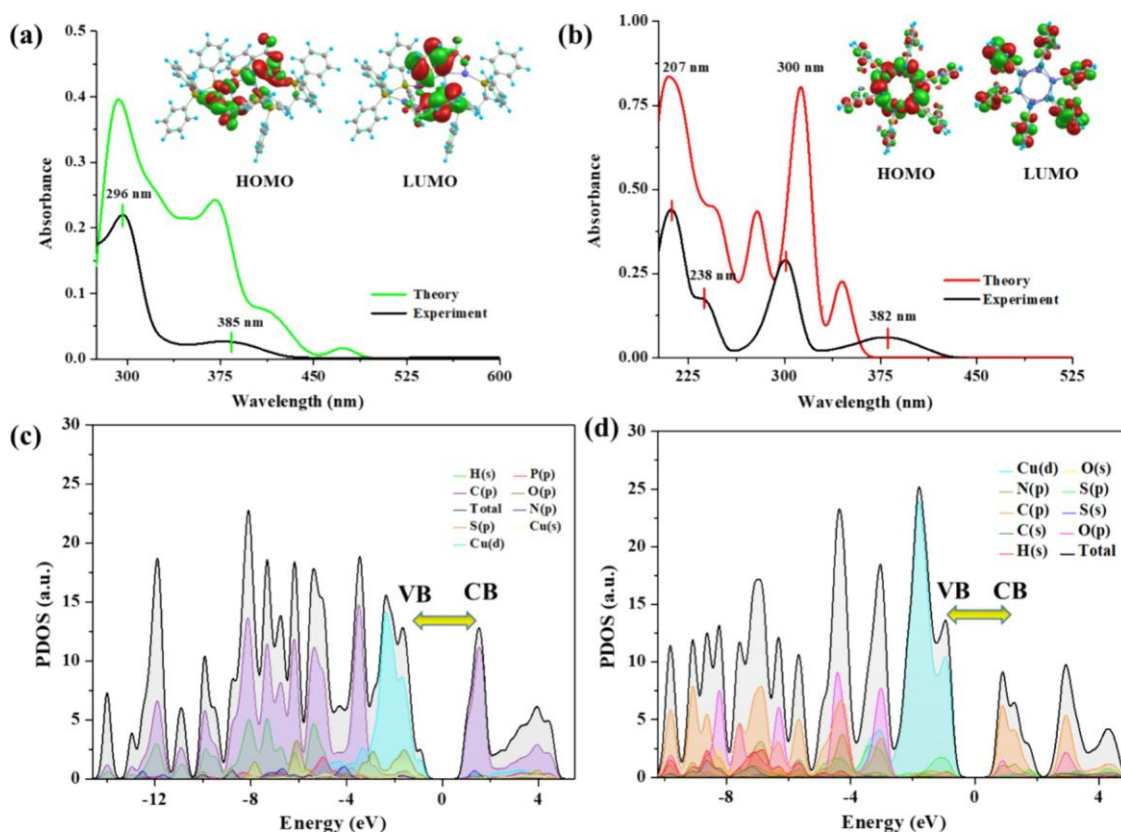 (a)
0.5
0.4
0.3
0.2
0.1
0.0
Absorbance
HOMO
LUMO
296 nm
385 nm
Theory
Experiment
300
375
450
525
600
Wavelength (nm)
(b)
1.00
0.75
0.50
0.25
0.00
Absorbance
207 nm
300 nm
HOMO
LUMO
238 nm
382 nm
Theory
Experiment
225
300
375
450
525
Wavelength (nm)
(c)
30
25
20
15
10
5
0
PDOS (a.u.)
H(s) P(p)
C(p) O(p)
Total N(p)
S(p) Cu(s)
Cu(d)
VB
CB
-12
-8
-4
0
4
Energy (eV)
(d)
30
25
20
15
10
5
0
PDOS (a.u.)
Cu(d) O(s)
N(p) S(p)
C(p) S(s)
C(s) O(p)
H(s) Total
VB
CB
-8
-4
0
4
Energy (eV)